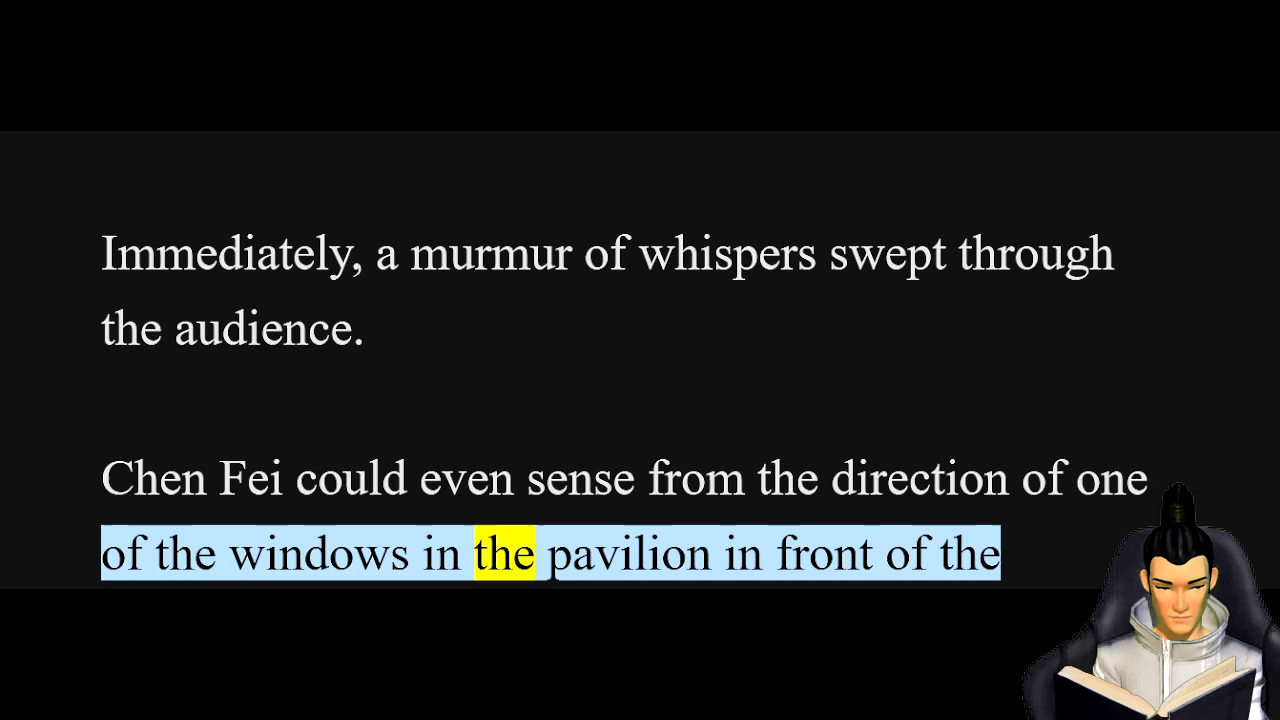 Immediately, a murmur of whispers swept through
the audience.
Chen Fei could even sense from the direction of one
of the windows in the pavilion in front of the